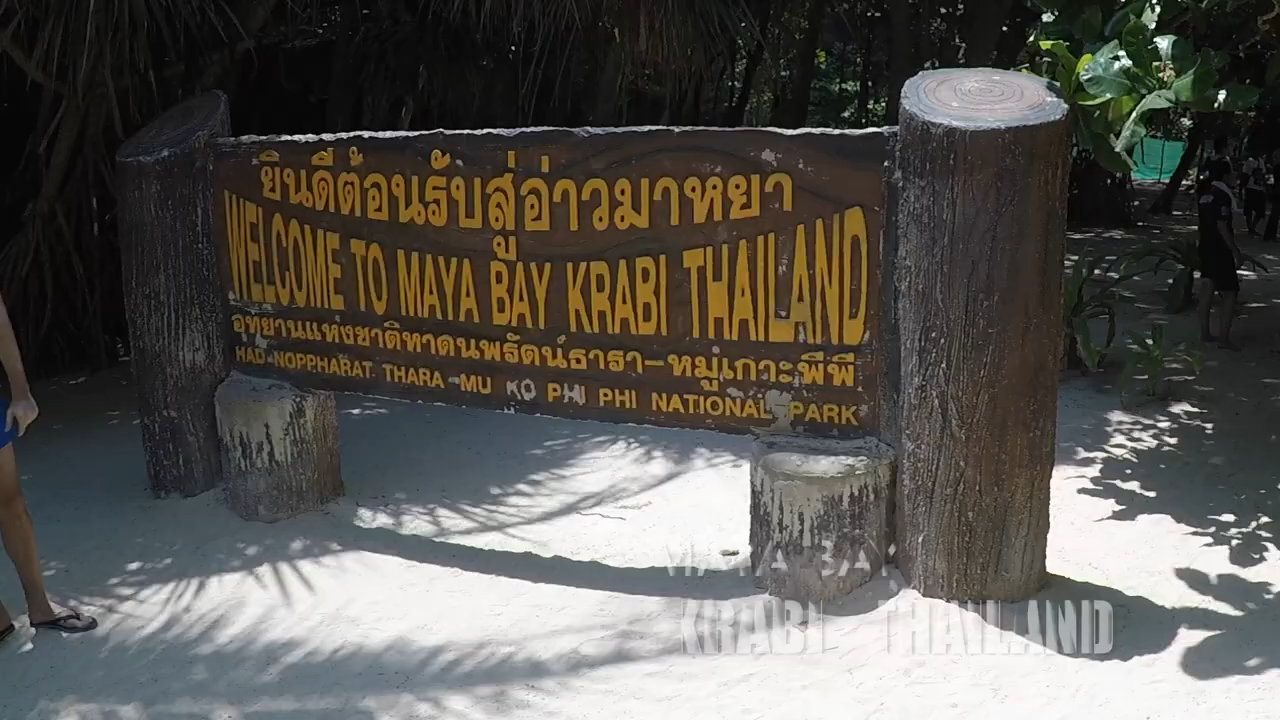 ยินดีต้อนรับสู่อ่าวมาหยา
WELCOME TO MAYA BAY KRABI THAILAND
อุทยานแห่งชาติหาดนพรัตน์ธารา-หมู่เกาะพีพี
HAD NOPPHARAT THARA-MU KO PHI PHI NATIONAL PARK
MAYA BAY,
KRABI THAILAND